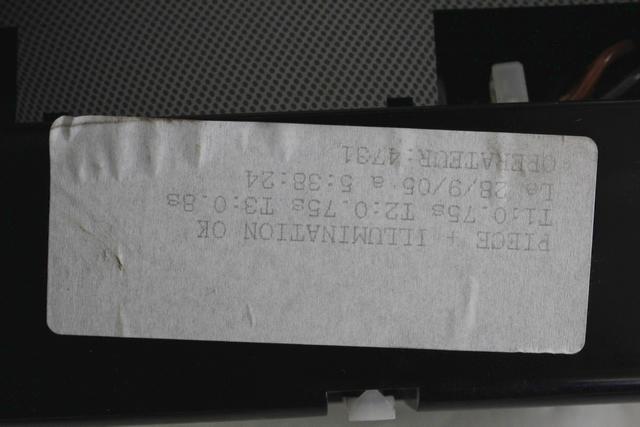 PIECE + ILLUMINATION OK
T1:0.75s T2:0.75s T3:0.8s
Le 28/9/05 a 5:38:24
OPERATEUR:4731